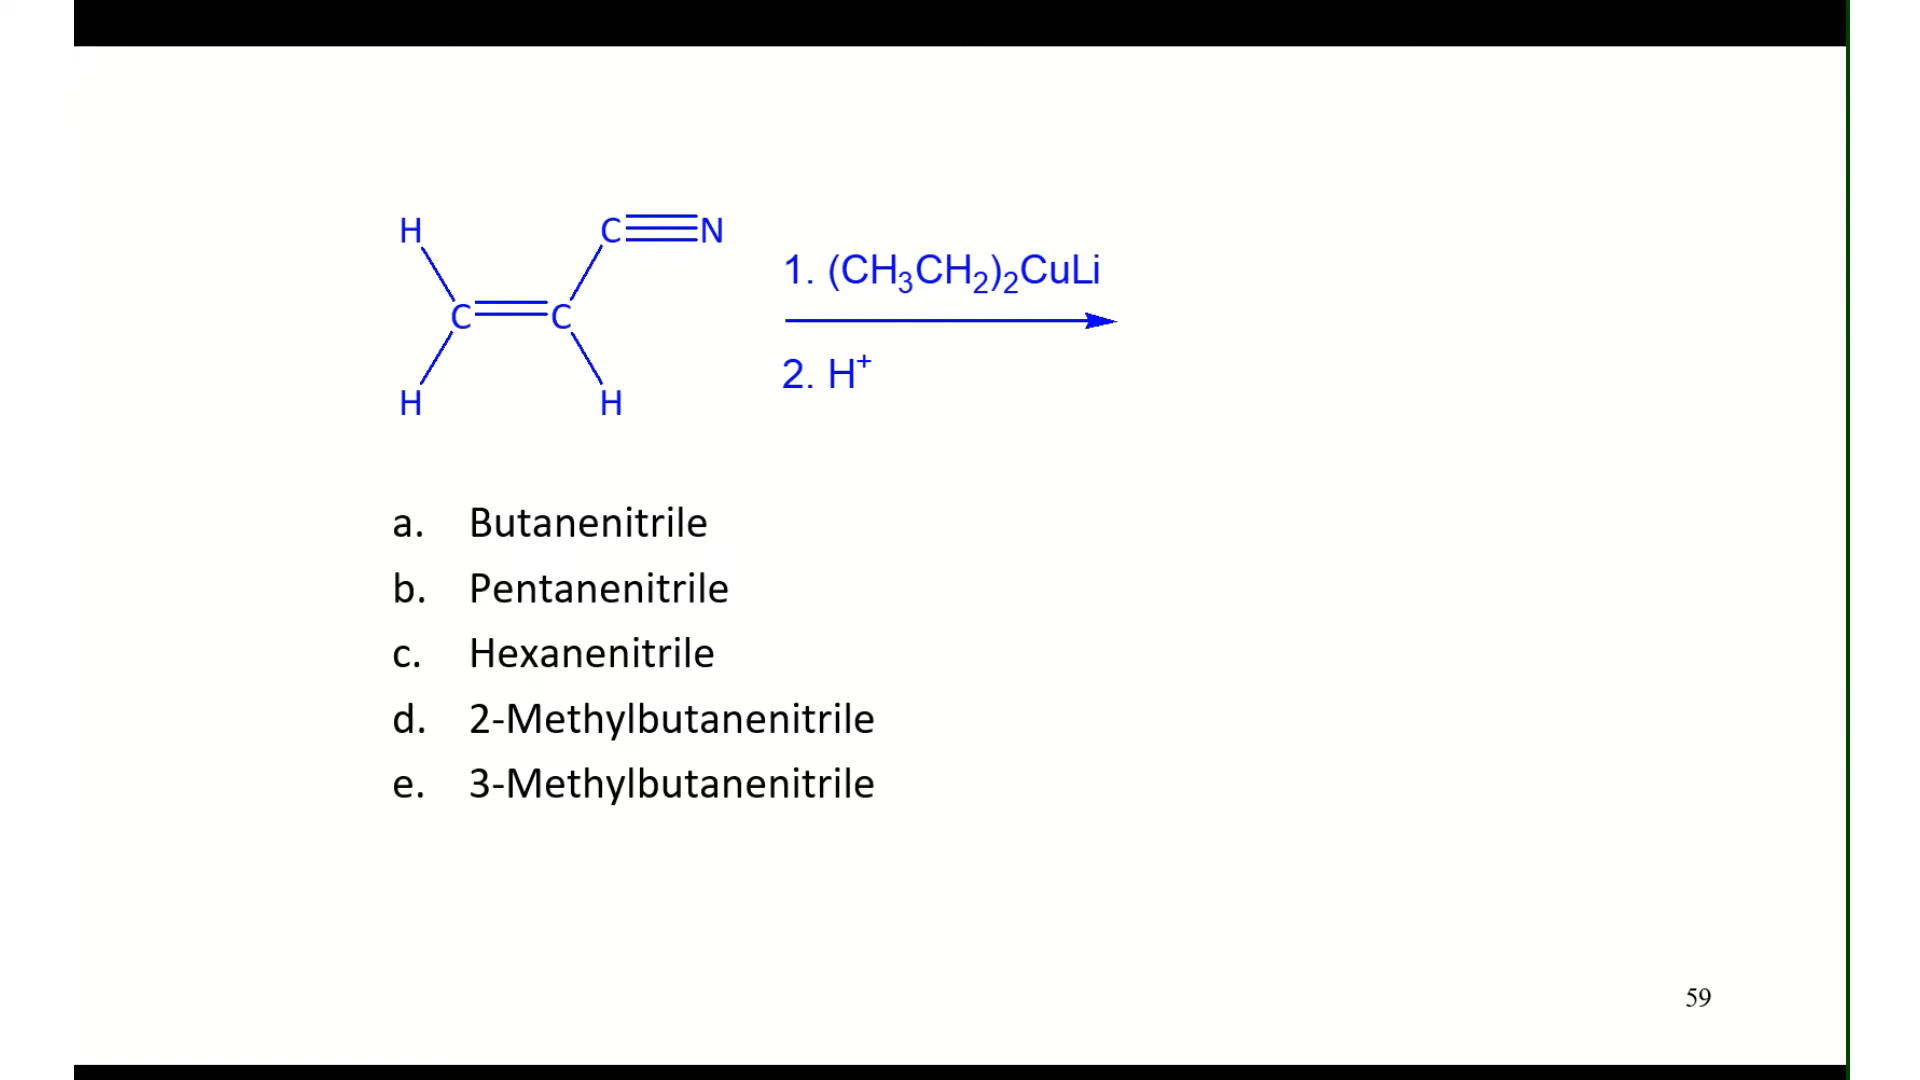 H C≡N
1. (CH₃CH₂)₂CuLi
C=C
2. H⁺
H H
a. Butanenitrile
b. Pentanenitrile
c. Hexanenitrile
d. 2-Methylbutanenitrile
e. 3-Methylbutanenitrile
59